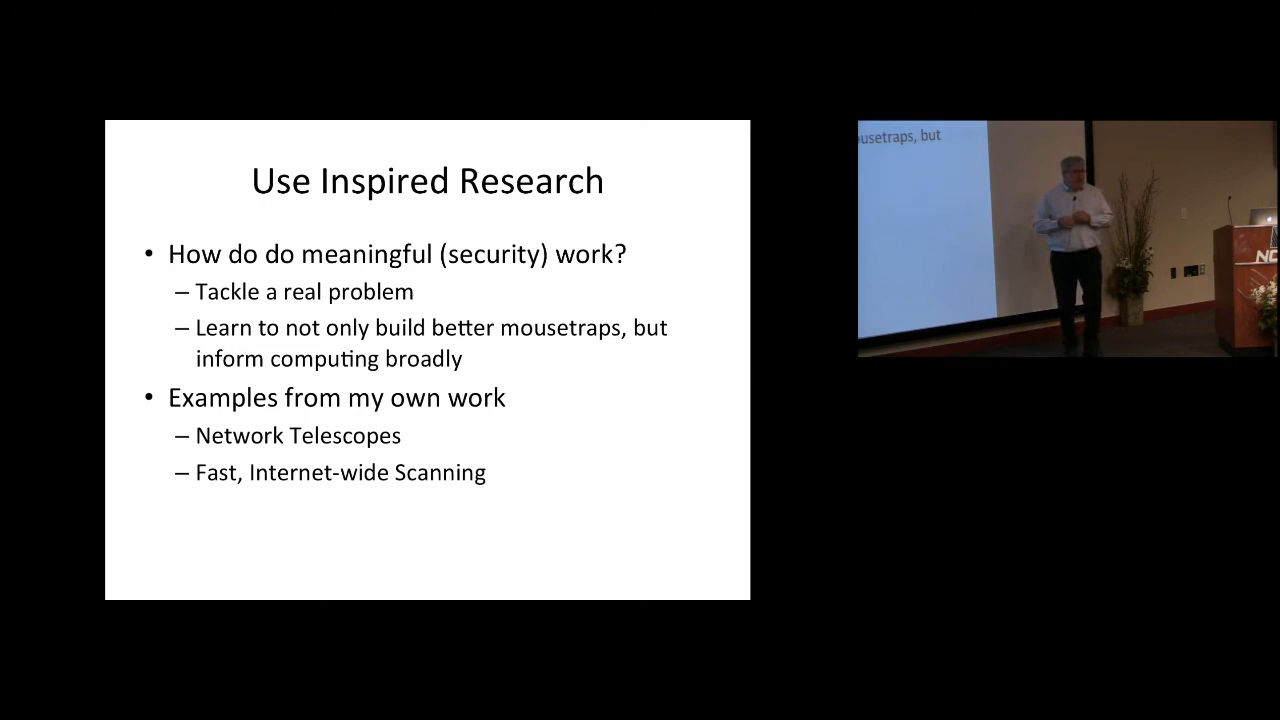 Use Inspired Research
• How do do meaningful (security) work?
– Tackle a real problem
– Learn to not only build better mousetraps, but
inform computing broadly
• Examples from my own work
– Network Telescopes
– Fast, Internet-wide Scanning
usetraps, but
NC